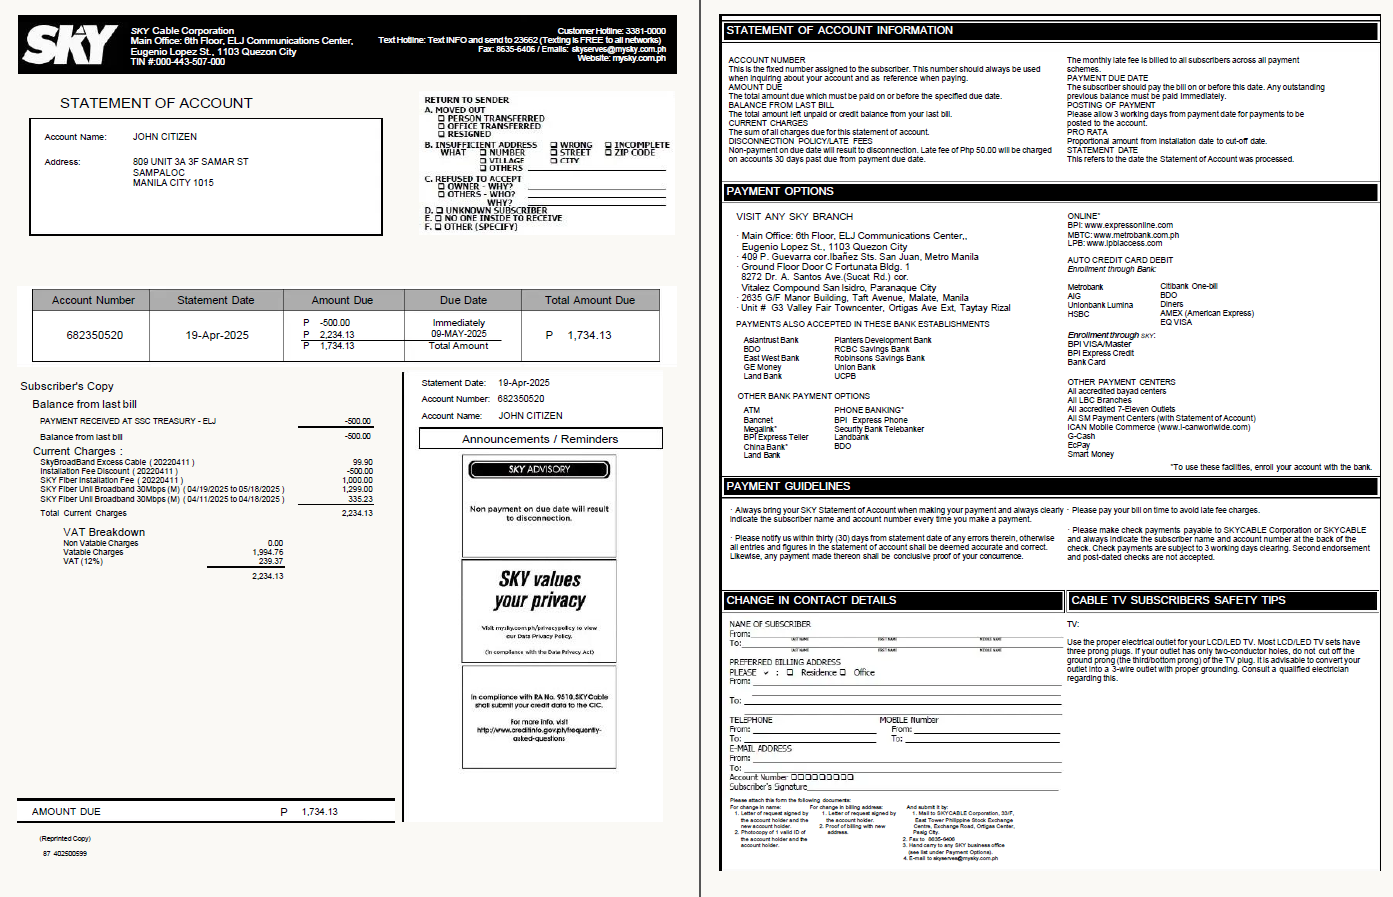 SKY
SKY Cable Corporation
Main Office: 6th Floor, ELJ Communications Center,
Eugenio Lopez St., 1103 Quezon City
TIN #:000-443-507-000
Customer Hotline: 3381-0000
Text Hotline: Text INFO and send to 23662 (Texting is FREE to all networks)
Fax: 8635-6406 / Emails: skyserves@mysky.com.ph
Website: mysky.com.ph
STATEMENT OF ACCOUNT
Account Name: JOHN CITIZEN
Address: 809 UNIT 3A 3F SAMAR ST
SAMPALOC
MANILA CITY 1015
RETURN TO SENDER
A. MOVED OUT
☐ PERSON TRANSFERRED
☐ OFFICE TRANSFERRED
☐ RESIGNED
B. INSUFFICIENT ADDRESS ☐ WRONG ☐ INCOMPLETE
WHAT ☐ NUMBER ☐ STREET ☐ ZIP CODE
☐ VILLAGE ☐ CITY
☐ OTHERS
C. REFUSED TO ACCEPT
☐ OWNER - WHY?
☐ OTHERS - WHO?
WHY?
D. ☐ UNKNOWN SUBSCRIBER
E. ☐ NO ONE INSIDE TO RECEIVE
F. ☐ OTHER (SPECIFY)
Account Number Statement Date Amount Due Due Date Total Amount Due
682350520 19-Apr-2025 P -500.00 Immediately P 1,734.13
P 2,234.13 09-MAY-2025
P 1,734.13 Total Amount
Subscriber's Copy
Balance from last bill
PAYMENT RECEIVED AT SSC TREASURY - ELJ -500.00
Balance from last bill -500.00
Current Charges :
SkyBroadBand Excess Cable ( 20220411 ) 99.90
Installation Fee Discount ( 20220411 ) -500.00
SKY Fiber Installation Fee ( 20220411 ) 1,000.00
SKY Fiber Unli Broadband 30Mbps (M) ( 04/19/2025 to 05/18/2025 ) 1,299.00
SKY Fiber Unli Broadband 30Mbps (M) ( 04/11/2025 to 04/18/2025 ) 335.23
Total Current Charges 2,234.13
VAT Breakdown
Non Vatable Charges 0.00
Vatable Charges 1,994.76
VAT (12%) 239.37
2,234.13
AMOUNT DUE P 1,734.13
(Reprinted Copy)
87 402500599
Statement Date: 19-Apr-2025
Account Number: 682350520
Account Name: JOHN CITIZEN
Announcements / Reminders
SKY ADVISORY
Non payment on due date will result
to disconnection.
SKY values
your privacy
Visit mysky.com.ph/privacypolicy to view
our Data Privacy Policy.
(In compliance with the Data Privacy Act)
In compliance with RA No. 9510, SKYCable
shall submit your credit data to the CIC.
For more info, visit
http://www.creditinfo.gov.ph/frequently-
asked-questions
STATEMENT OF ACCOUNT INFORMATION
ACCOUNT NUMBER
This is the fixed number assigned to the subscriber. This number should always be used
when inquiring about your account and as reference when paying.
AMOUNT DUE
The total amount due which must be paid on or before the specified due date.
BALANCE FROM LAST BILL
The total amount left unpaid or credit balance from your last bill.
CURRENT CHARGES
The sum of all charges due for this statement of account.
DISCONNECTION POLICY/LATE FEES
Non-payment on due date will result to disconnection. Late fee of Php 50.00 will be charged
on accounts 30 days past due from payment due date.
The monthly late fee is billed to all subscribers across all payment
schemes.
PAYMENT DUE DATE
The subscriber should pay the bill on or before this date. Any outstanding
previous balance must be paid immediately.
POSTING OF PAYMENT
Please allow 3 working days from payment date for payments to be
posted to the account.
PRO RATA
Proportional amount from installation date to cut-off date.
STATEMENT DATE
This refers to the date the Statement of Account was processed.
PAYMENT OPTIONS
VISIT ANY SKY BRANCH
· Main Office: 6th Floor, ELJ Communications Center,,
Eugenio Lopez St., 1103 Quezon City
· 409 P. Guevarra cor.Ibañez Sts. San Juan, Metro Manila
· Ground Floor Door C Fortunata Bldg. 1
8272 Dr. A. Santos Ave.(Sucat Rd.) cor.
Vitalez Compound San Isidro, Paranaque City
· 2635 G/F Manor Building, Taft Avenue, Malate, Manila
· Unit # G3 Valley Fair Towncenter, Ortigas Ave Ext, Taytay Rizal
PAYMENTS ALSO ACCEPTED IN THESE BANK ESTABLISHMENTS
Asiantrust Bank Planters Development Bank
BDO RCBC Savings Bank
East West Bank Robinsons Savings Bank
GE Money Union Bank
Land Bank UCPB
OTHER BANK PAYMENT OPTIONS
ATM PHONE BANKING*
Bancnet BPI Express Phone
Megalink* Security Bank Telebanker
BPI Express Teller Landbank
China Bank* BDO
Land Bank
ONLINE*
BPI: www.expressonline.com
MBTC: www.metrobank.com.ph
LPB: www.lpbiaccess.com
AUTO CREDIT CARD DEBIT
Enrollment through Bank:
Metrobank Citibank One-bill
AIG BDO
Unionbank Lumina Diners
HSBC AMEX (American Express)
EQ VISA
Enrollment through SKY:
BPI VISA/Master
BPI Express Credit
Bank Card
OTHER PAYMENT CENTERS
All accredited bayad centers
All LBC Branches
All accredited 7-Eleven Outlets
All SM Payment Centers (with Statement of Account)
ICAN Mobile Commerce (www.i-canworlwide.com)
G-Cash
EcPay
Smart Money
*To use these facilities, enroll your account with the bank.
PAYMENT GUIDELINES
· Always bring your SKY Statement of Account when making your payment and always clearly
indicate the subscriber name and account number every time you make a payment.
· Please notify us within thirty (30) days from statement date of any errors therein, otherwise
all entries and figures in the statement of account shall be deemed accurate and correct.
Likewise, any payment made thereon shall be conclusive proof of your concurrence.
· Please pay your bill on time to avoid late fee charges.
· Please make check payments payable to SKYCABLE Corporation or SKYCABLE
and always indicate the subscriber name and account number at the back of the
check. Check payments are subject to 3 working days clearing. Second endorsement
and post-dated checks are not accepted.
CHANGE IN CONTACT DETAILS
NAME OF SUBSCRIBER
From:
LAST NAME FIRST NAME MIDDLE NAME
To:
LAST NAME FIRST NAME MIDDLE NAME
PREFERRED BILLING ADDRESS
PLEASE ✓ : ☐ Residence ☐ Office
From:
To:
TELEPHONE MOBILE Number
From: From:
To: To:
E-MAIL ADDRESS
From:
To:
Account Number ☐☐☐☐☐☐☐☐☐
Subscriber's Signature
Please attach this form the following documents:
For change in name:
1. Letter of request signed by
the account holder and the
new account holder.
2. Photocopy of 1 valid ID of
the account holder and the
account holder.
For change in billing address:
1. Letter of request signed by
the account holder.
2. Proof of billing with new
address.
And submit it by:
1. Mail to SKYCABLE Corporation, 33/F,
East Tower Philippine Stock Exchange
Centre, Exchange Road, Ortigas Center,
Pasig City.
2. Fax to 8635-6406
3. Hand carry to any SKY business office
(see list under Payment Options).
4. E-mail to skyserves@mysky.com.ph
CABLE TV SUBSCRIBERS SAFETY TIPS
TV:
Use the proper electrical outlet for your LCD/LED TV. Most LCD/LED TV sets have
three prong plugs. If your outlet has only two-conductor holes, do not cut off the
ground prong (the third/bottom prong) of the TV plug. It is advisable to convert your
outlet into a 3-wire outlet with proper grounding. Consult a qualified electrician
regarding this.